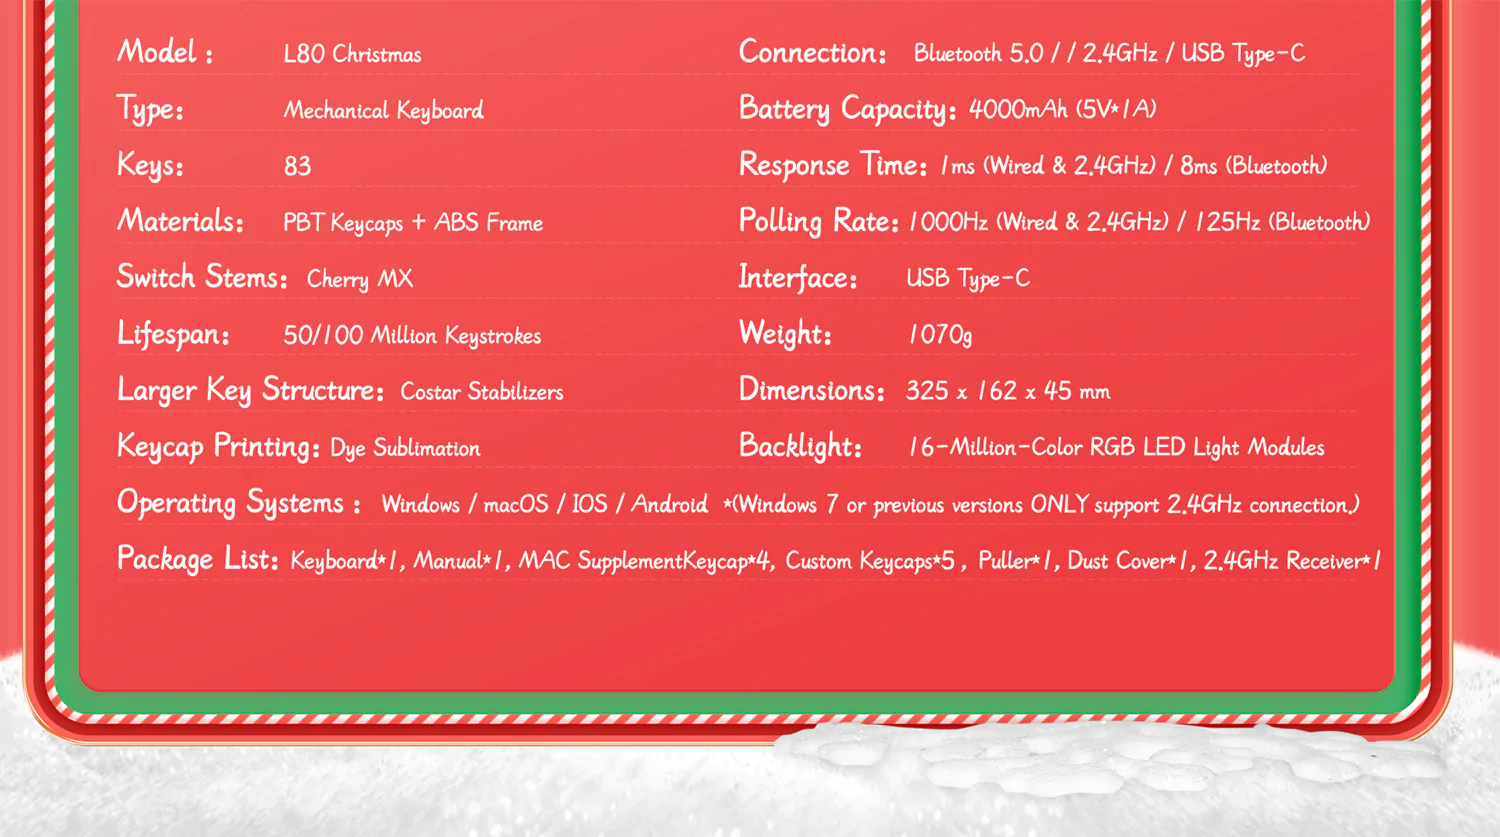 Model : L80 Christmas
Connection: Bluetooth 5.0 / / 2.4GHz / USB Type-C
Type: Mechanical Keyboard
Battery Capacity: 4000mAh (5V*1A)
Keys: 83
Response Time: 1ms (Wired & 2.4GHz) / 8ms (Bluetooth)
Materials: PBT Keycaps + ABS Frame
Polling Rate: 1000Hz (Wired & 2.4GHz) / 125Hz (Bluetooth)
Switch Stems: Cherry MX
Interface: USB Type-C
Lifespan: 50/100 Million Keystrokes
Weight: 1070g
Larger Key Structure: Costar Stabilizers
Dimensions: 325 x 162 x 45 mm
Keycap Printing: Dye Sublimation
Backlight: 16-Million-Color RGB LED Light Modules
Operating Systems : Windows / macOS / IOS / Android *(Windows 7 or previous versions ONLY support 2.4GHz connection.)
Package List: Keyboard*1, Manual*1, MAC SupplementKeycap*4, Custom Keycaps*5 , Puller*1, Dust Cover*1, 2.4GHz Receiver*1